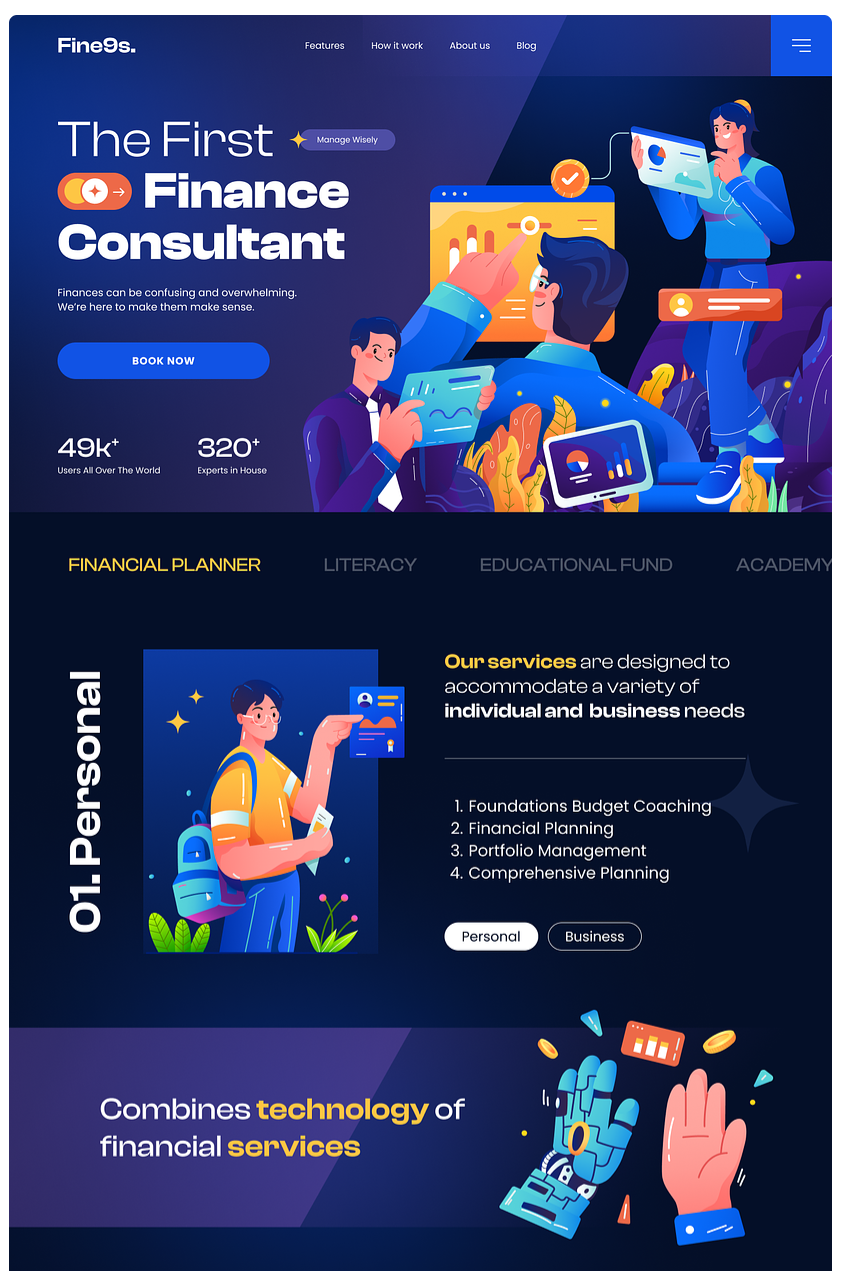 Fine9s.
Features How it work About us Blog
The First
Manage Wisely
Finance
Consultant
Finances can be confusing and overwhelming.
We're here to make them make sense.
BOOK NOW
49k+ 320+
Users All Over The World Experts in House
FINANCIAL PLANNER LITERACY EDUCATIONAL FUND ACADEMY
01. Personal
Our services are designed to
accommodate a variety of
individual and business needs
1. Foundations Budget Coaching
2. Financial Planning
3. Portfolio Management
4. Comprehensive Planning
Personal Business
Combines technology of
financial services